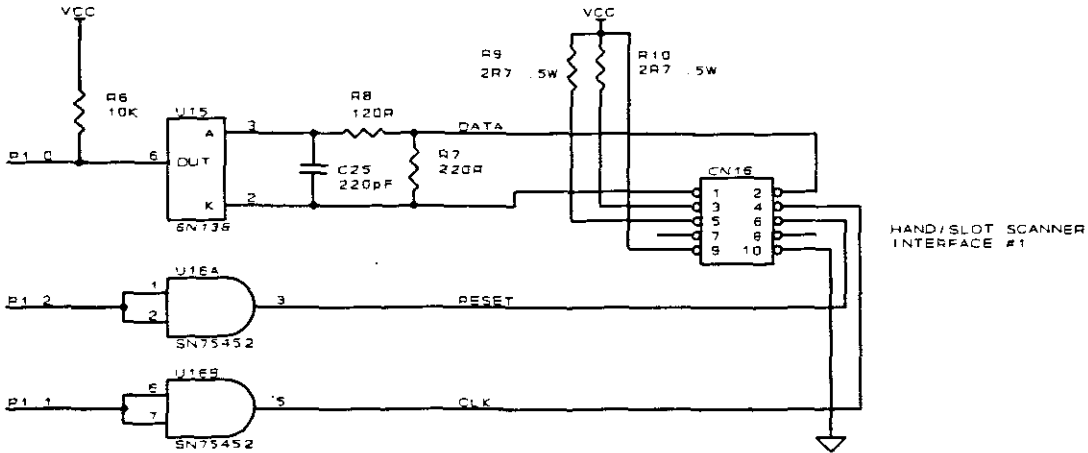 VCC
R6
10K
P1 0
6
U15
A
OUT
K
6N136
3
2
R8
120R
C25
220pF
R7
220R
DATA
VCC
R9
2R7 .5W
R10
2R7 .5W
CN16
1 2
3 4
5 6
7 8
9 10
HAND/SLOT SCANNER
INTERFACE #1
P1 2
U16A
1
2
3
SN75452
RESET
P1 1
U16B
6
7
5
SN75452
CLK